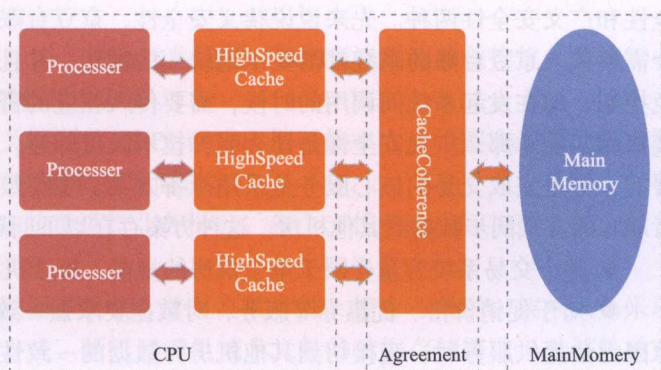 Processer
HighSpeed
Cache
Processer
HighSpeed
Cache
CacheCoherence
Main
Memory
Processer
HighSpeed
Cache
CPU
Agreement
MainMomery